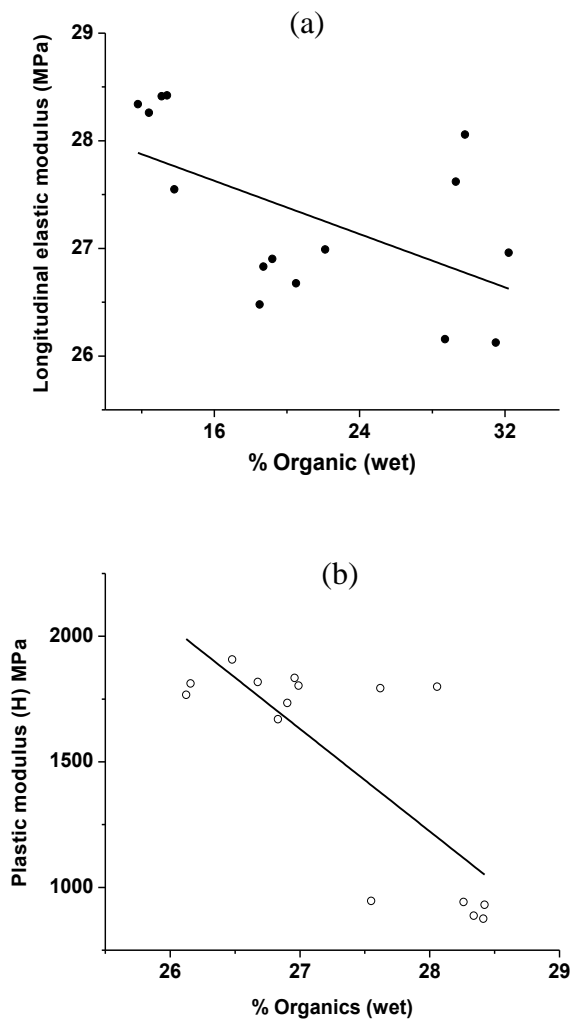 (a)
Longitudinal elastic modulus (MPa)
29
28
27
26
16
24
32
% Organic (wet)
(b)
Plastic modulus (H) MPa
2000
1500
1000
26
27
28
29
% Organics (wet)